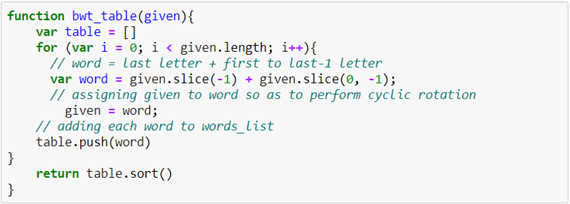 function bwt_table(given){
    var table = []
    for (var i = 0; i < given.length; i++){
      // word = last letter + first to last-1 letter
      var word = given.slice(-1) + given.slice(0, -1);
      // assigning given to word so as to perform cyclic rotation
        given = word;
    // adding each word to words_list
    table.push(word)
}
    return table.sort()
}